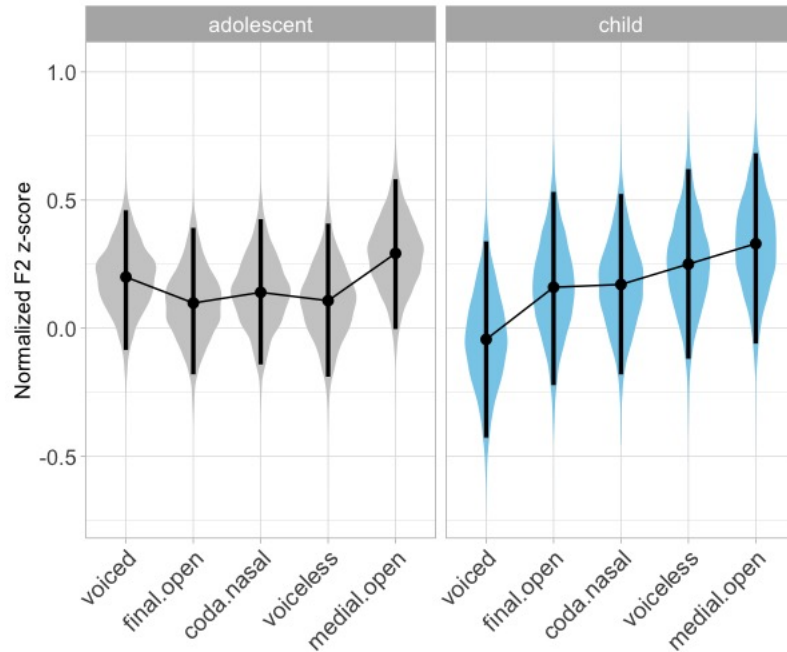 adolescent
child
Normalized F2 z-score
1.0
0.5
0.0
-0.5
voiced
final.open
coda.nasal
voiceless
medial.open
voiced
final.open
coda.nasal
voiceless
medial.open